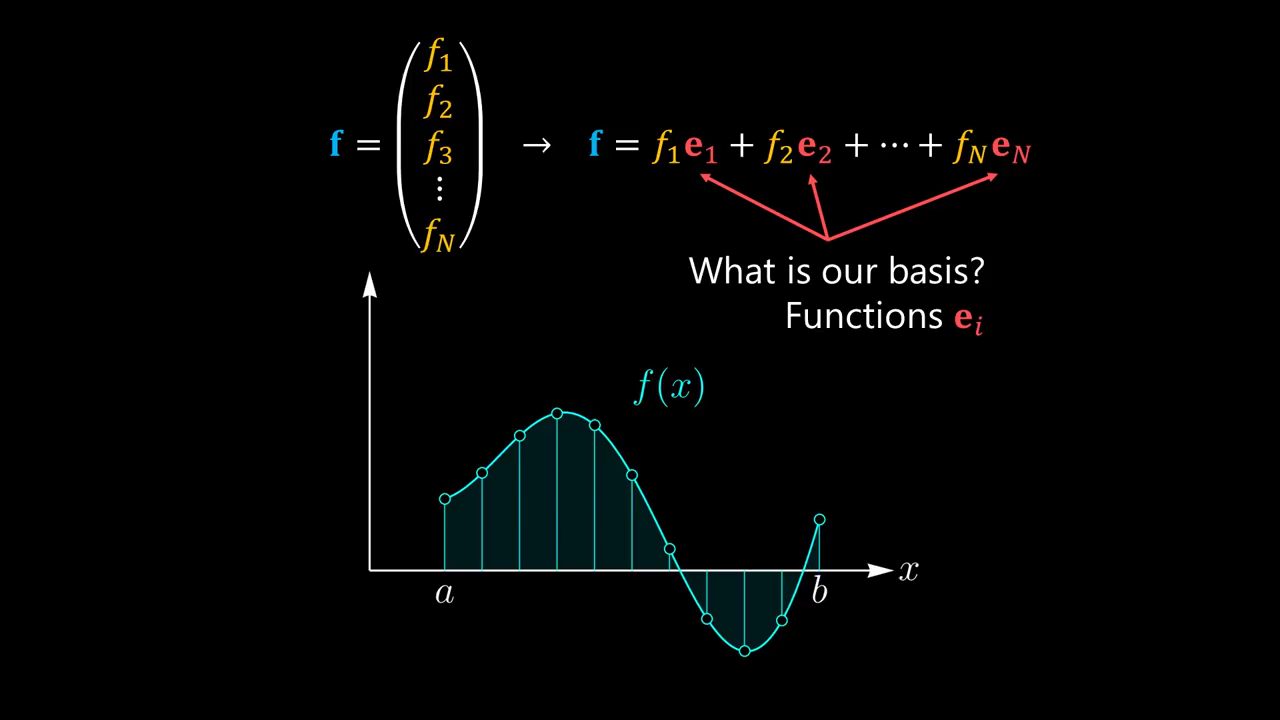 𝐟 = (f₁ f₂ f₃ ⋮ f_N) → 𝐟 = f₁𝐞₁ + f₂𝐞₂ + ⋯ + f_N𝐞_N
What is our basis?
Functions 𝐞ᵢ
f(x)
x
a
b